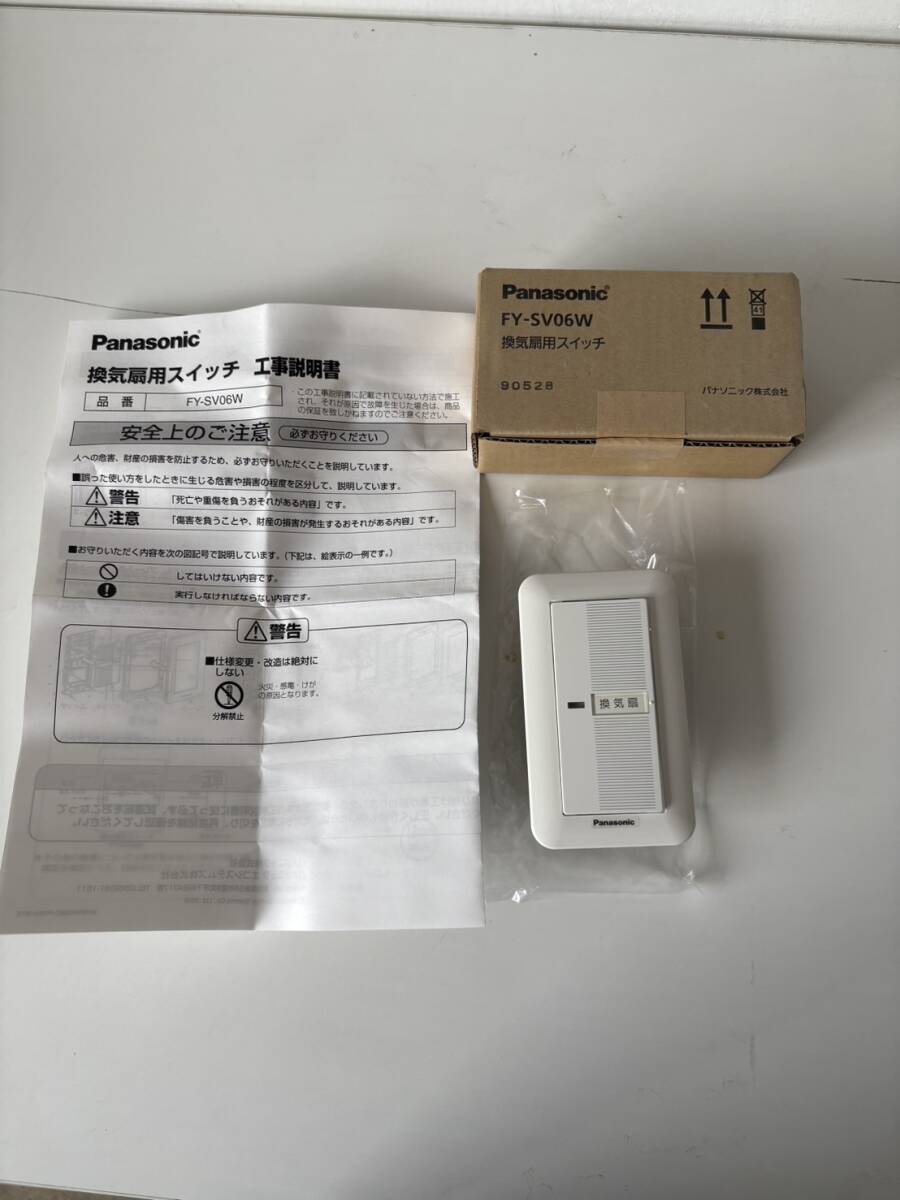 Panasonic
換気扇用スイッチ 工事説明書
品番 FY-SV06W
・この工事説明書に記載されていない方法で施工
され、それが原因で故障を生じた場合は、商品
の保証を致しかねますのでご注意ください。
安全上のご注意 必ずお守りください
人への危害、財産の損害を防止するため、必ずお守りいただくことを説明しています。
■誤った使い方をしたときに生じる危害や損害の程度を区分して、説明しています。
警告 「死亡や重傷を負うおそれがある内容」です。
注意 「傷害を負うことや、財産の損害が発生するおそれがある内容」です。
■お守りいただく内容を次の図記号で説明しています。(下記は、絵表示の一例です。)
してはいけない内容です。
実行しなければならない内容です。
警告
■仕様変更・改造は絶対に
しない
火災・感電・けが
の原因となります。
分解禁止
Panasonic
FY-SV06W
換気扇用スイッチ
90528
41
パナソニック株式会社
換気扇
Panasonic